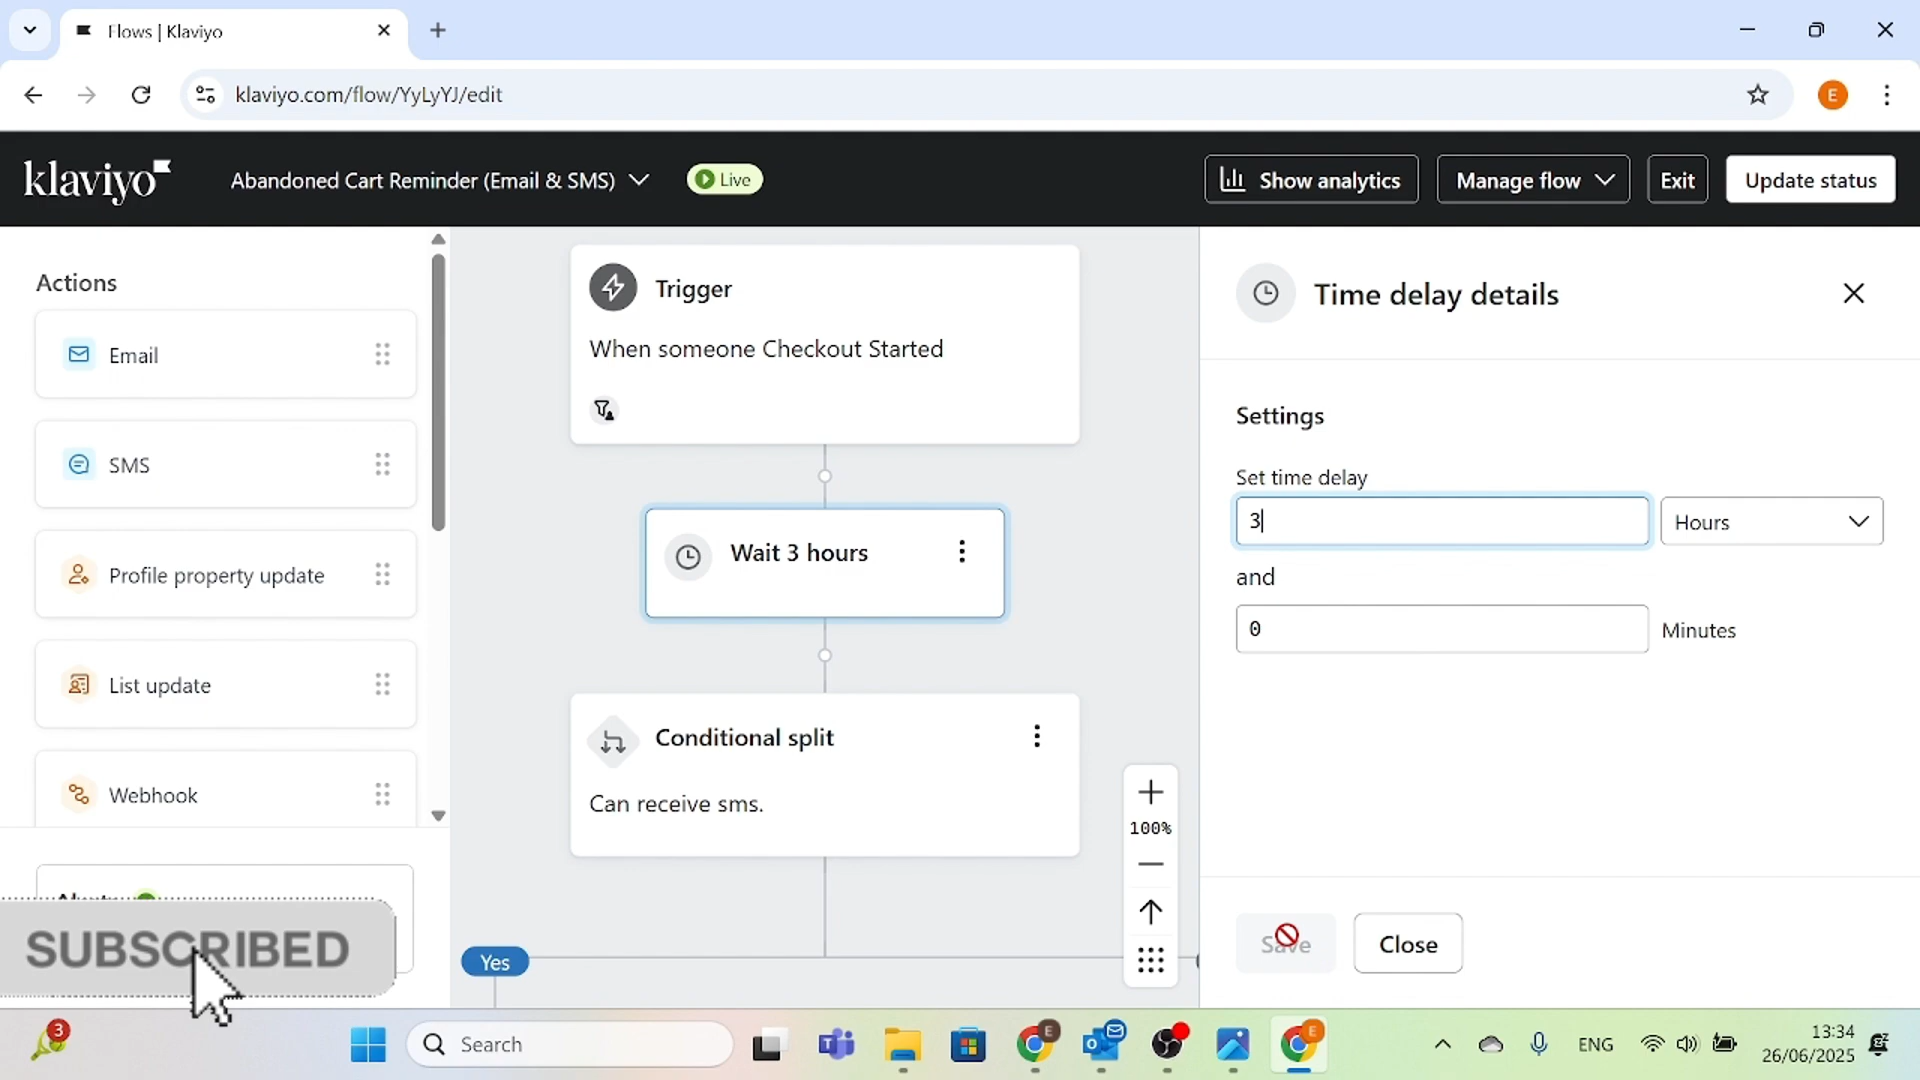 Flows | Klaviyo
klaviyo.com/flow/YyLyYJ/edit
E
klaviyo
Abandoned Cart Reminder (Email & SMS)
Live
Show analytics
Manage flow
Exit
Update status
Actions
Email
SMS
Profile property update
List update
Webhook
SUBSCRIBED
Trigger
When someone Checkout Started
Wait 3 hours
Conditional split
Can receive sms.
Yes
100%
Time delay details
Settings
Set time delay
3
Hours
and
0
Minutes
Save
Close
3
Search
E
E
ENG
13:34
26/06/2025